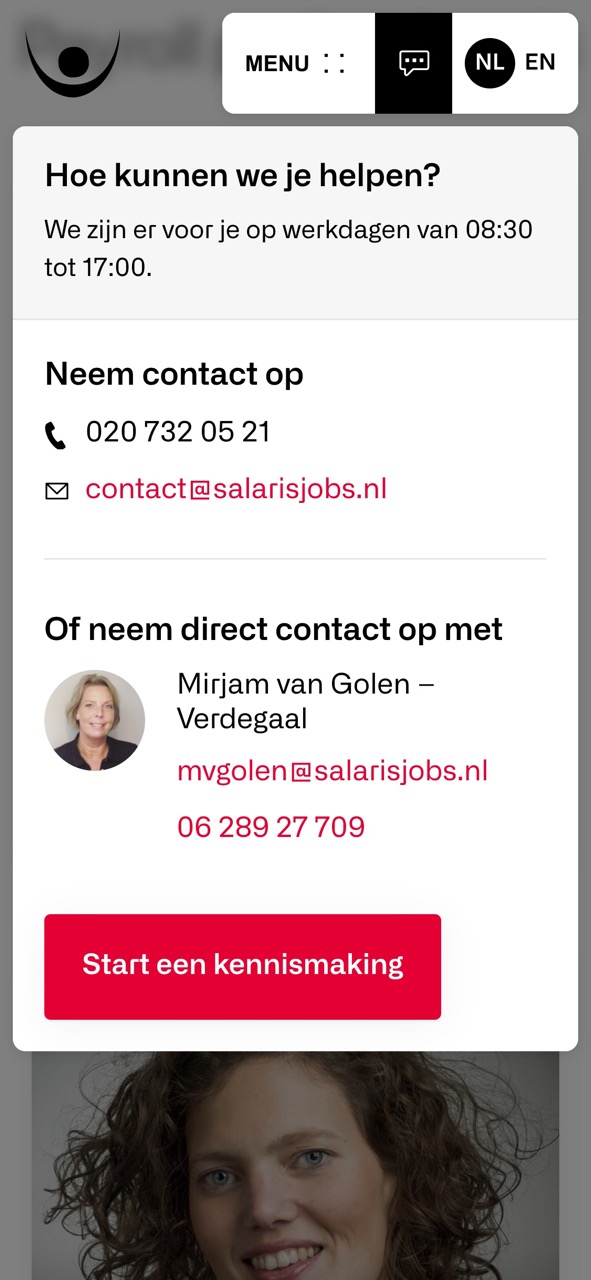 MENU
NL EN
Hoe kunnen we je helpen?
We zijn er voor je op werkdagen van 08:30
tot 17:00.
Neem contact op
020 732 05 21
contact@salarisjobs.nl
Of neem direct contact op met
Mirjam van Golen –
Verdegaal
mvgolen@salarisjobs.nl
06 289 27 709
Start een kennismaking